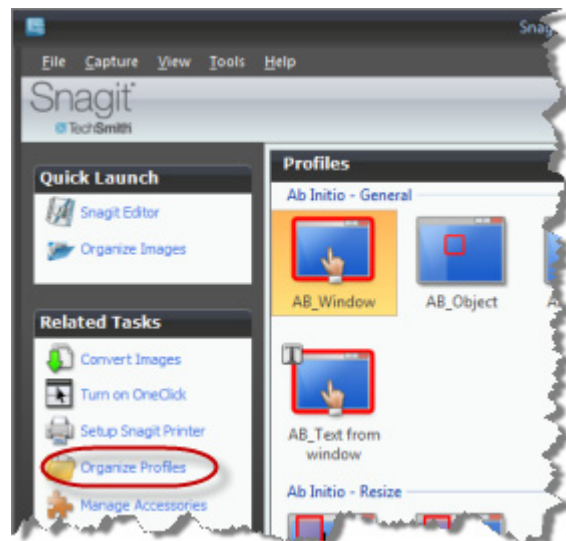 Snag
File Capture View Tools Help
Snagit
TechSmith
Quick Launch
Snagit Editor
Organize Images
Related Tasks
Convert Images
Turn on OneClick
Setup Snagit Printer
Organize Profiles
Manage Accessories
Profiles
Ab Initio - General
AB_Window
AB_Object
T
AB_Text from
window
Ab Initio - Resize